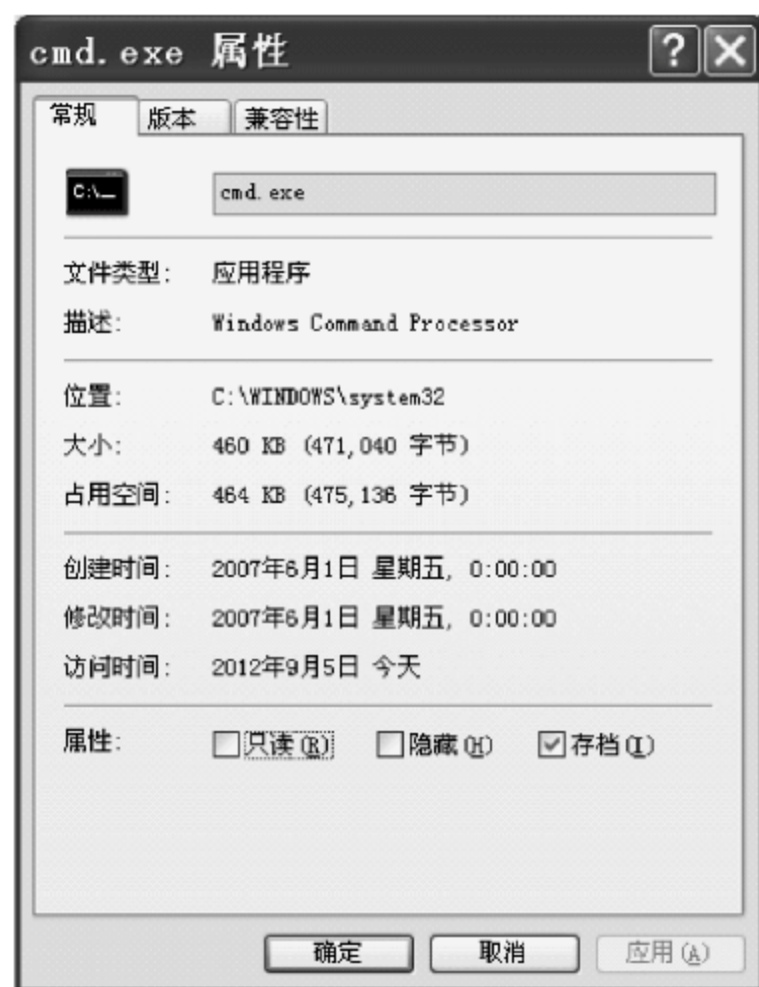 cmd.exe 属性
常规 版本 兼容性
C:\_ cmd.exe
文件类型: 应用程序
描述: Windows Command Processor
位置: C:\WINDOWS\system32
大小: 460 KB (471,040 字节)
占用空间: 464 KB (475,136 字节)
创建时间: 2007年6月1日 星期五, 0:00:00
修改时间: 2007年6月1日 星期五, 0:00:00
访问时间: 2012年9月5日 今天
属性: 只读(R) 隐藏(H) 存档(I)
确定 取消 应用(A)